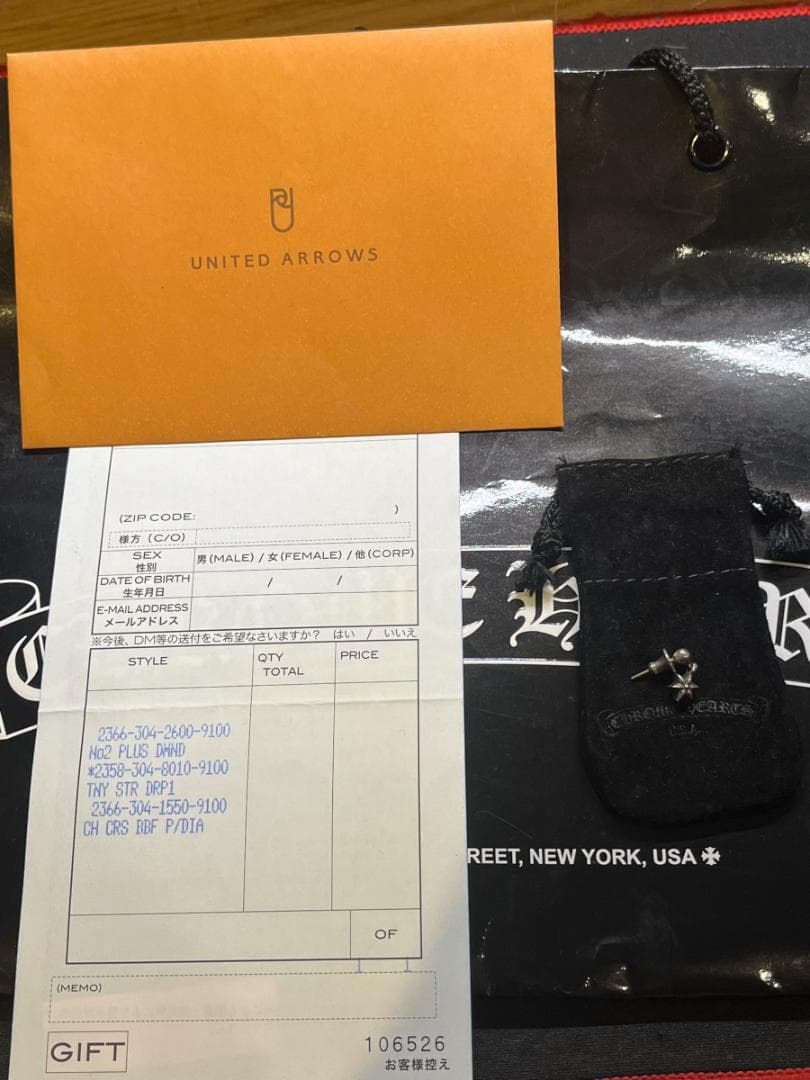 UNITED ARROWS
(ZIP CODE: )
様方 (C/O)
SEX
性別
男 (MALE) / 女 (FEMALE) / 他 (CORP)
DATE OF BIRTH
生年月日
/ /
E-MAIL ADDRESS
メールアドレス
※今後、DM等の送付をご希望なさいますか? はい / いいえ
STYLE
QTY
TOTAL
PRICE
2366-304-2600-9100
No2 PLUS DMND
*2358-304-8010-9100
TNY STR DRP1
2366-304-1550-9100
CH CRS BBF P/DIA
OF
(MEMO)
GIFT
106526
お客様控え
CHROME HEARTS
REET, NEW YORK, USA